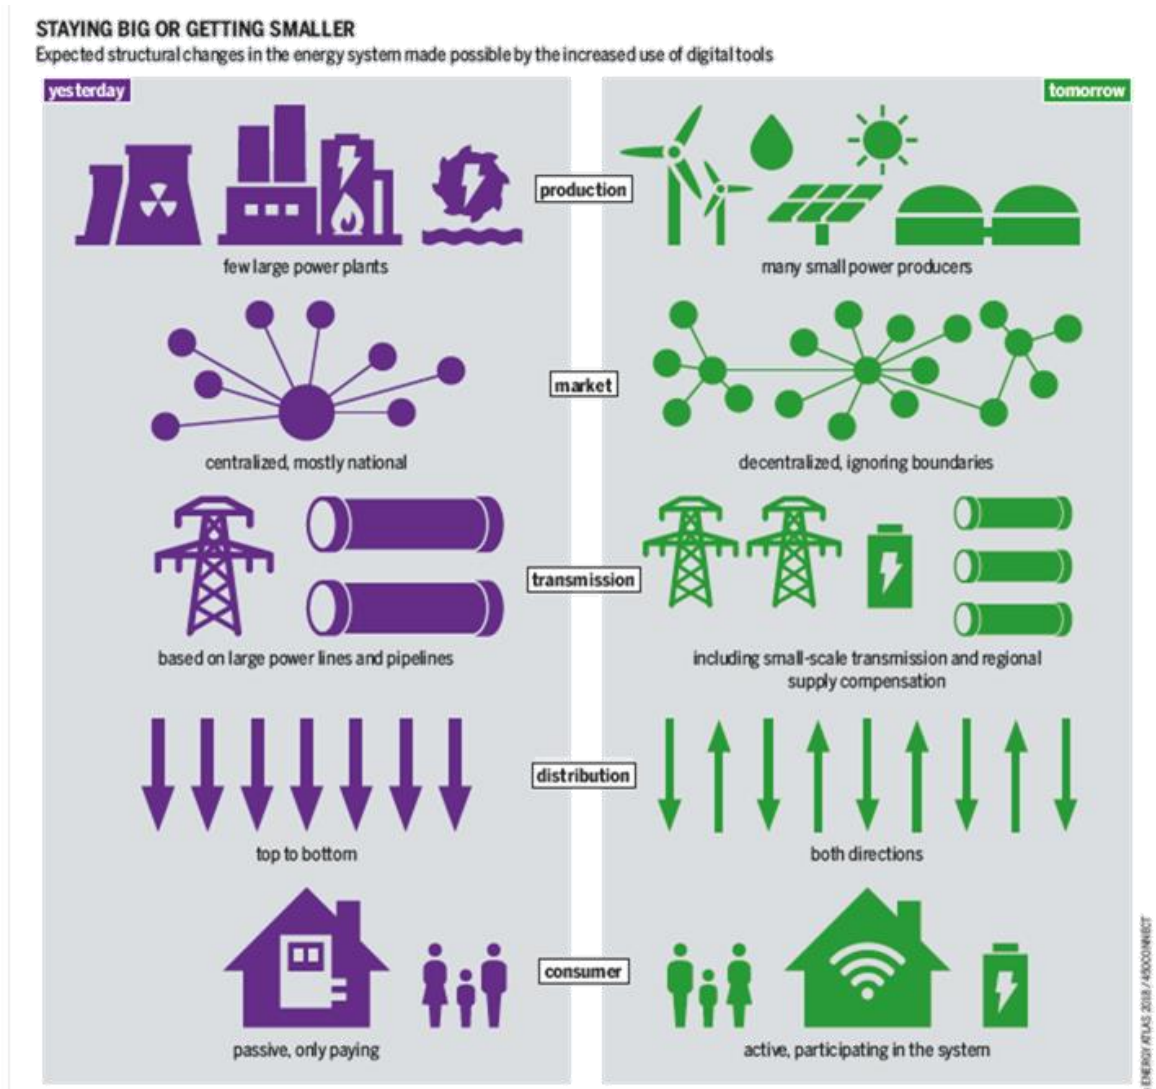 STAYING BIG OR GETTING SMALLER
Expected structural changes in the energy system made possible by the increased use of digital tools
yesterday
tomorrow
production
few large power plants
many small power producers
market
centralized, mostly national
decentralized, ignoring boundaries
transmission
based on large power lines and pipelines
including small-scale transmission and regional
supply compensation
distribution
top to bottom
both directions
consumer
passive, only paying
active, participating in the system
ENERGY ATLAS 2018 / 450CONNECT